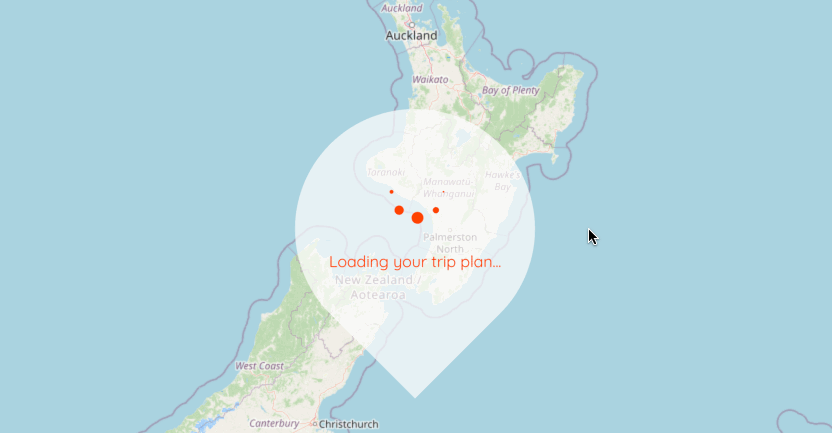 Auckland
Auckland
Waikato
Bay of Plenty
Taranaki
Hawke's
Bay
Manawatū-
Whanganui
Palmerston
North
Loading your trip plan...
New Zealand /
Aotearoa
West Coast
Canterbury
Christchurch